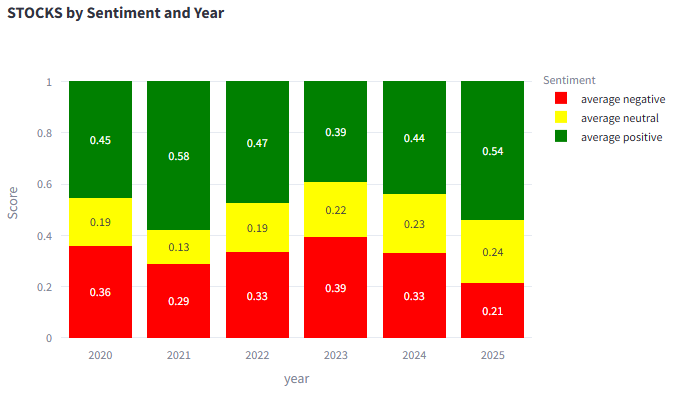 STOCKS by Sentiment and Year
Sentiment
average negative
average neutral
average positive
Score
1
0.8
0.6
0.4
0.2
0
0.45 0.58 0.47 0.39 0.44 0.54
0.19 0.13 0.19 0.22 0.23 0.24
0.36 0.29 0.33 0.39 0.33 0.21
2020 2021 2022 2023 2024 2025
year